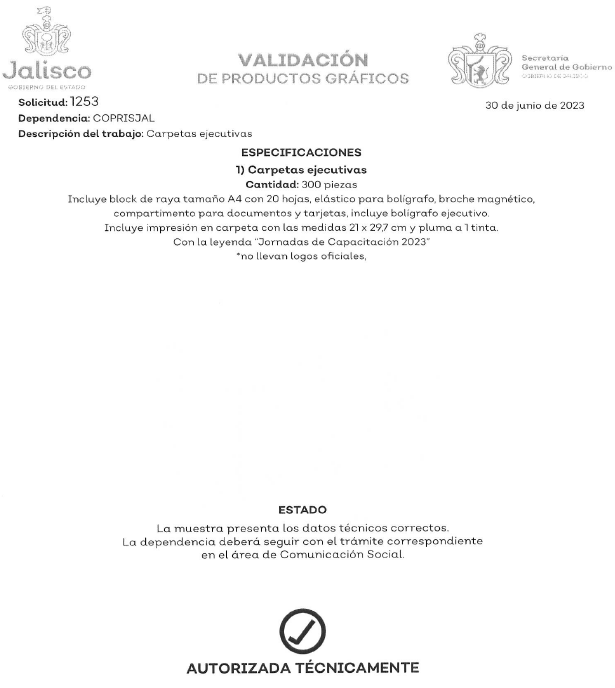 Jalisco
GOBIERNO DEL ESTADO
VALIDACIÓN
DE PRODUCTOS GRÁFICOS
Secretaría
General de Gobierno
GOBIERNO DE JALISCO
Solicitud: 1253
30 de junio de 2023
Dependencia: COPRISJAL
Descripción del trabajo: Carpetas ejecutivas
ESPECIFICACIONES
1) Carpetas ejecutivas
Cantidad: 300 piezas
Incluye block de raya tamaño A4 con 20 hojas, elástico para bolígrafo, broche magnético,
compartimento para documentos y tarjetas, incluye bolígrafo ejecutivo.
Incluye impresión en carpeta con las medidas 21 x 29,7 cm y pluma a 1 tinta.
Con la leyenda "Jornadas de Capacitación 2023"
*no llevan logos oficiales,
ESTADO
La muestra presenta los datos técnicos correctos.
La dependencia deberá seguir con el trámite correspondiente
en el área de Comunicación Social.
AUTORIZADA TÉCNICAMENTE